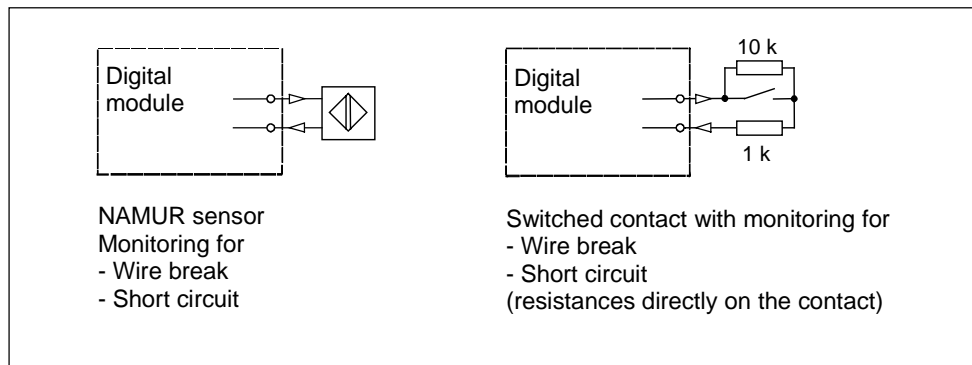 Digital
module
NAMUR sensor
Monitoring for
- Wire break
- Short circuit
10 k
Digital
module
1 k
Switched contact with monitoring for
- Wire break
- Short circuit
(resistances directly on the contact)